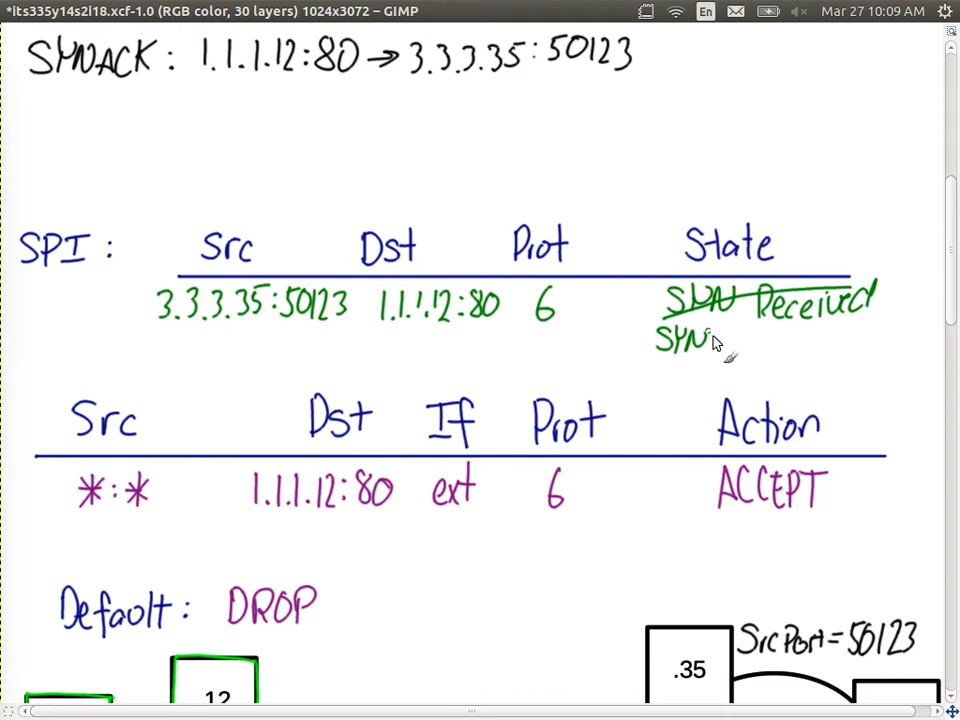 *its335y14s2i18.xcf-1.0 (RGB color, 30 layers) 1024x3072 – GIMP En Mar 27 10:09 AM
SYNACK : 1.1.1.12:80 → 3.3.3.35:50123
SPI : Src Dst Prot State
3.3.3.35:50123 1.1.1.12:80 6 SYN Received
SYN
Src Dst If Prot Action
*:* 1.1.1.12:80 ext 6 ACCEPT
Default: DROP
Src Port = 50123
.35
.12